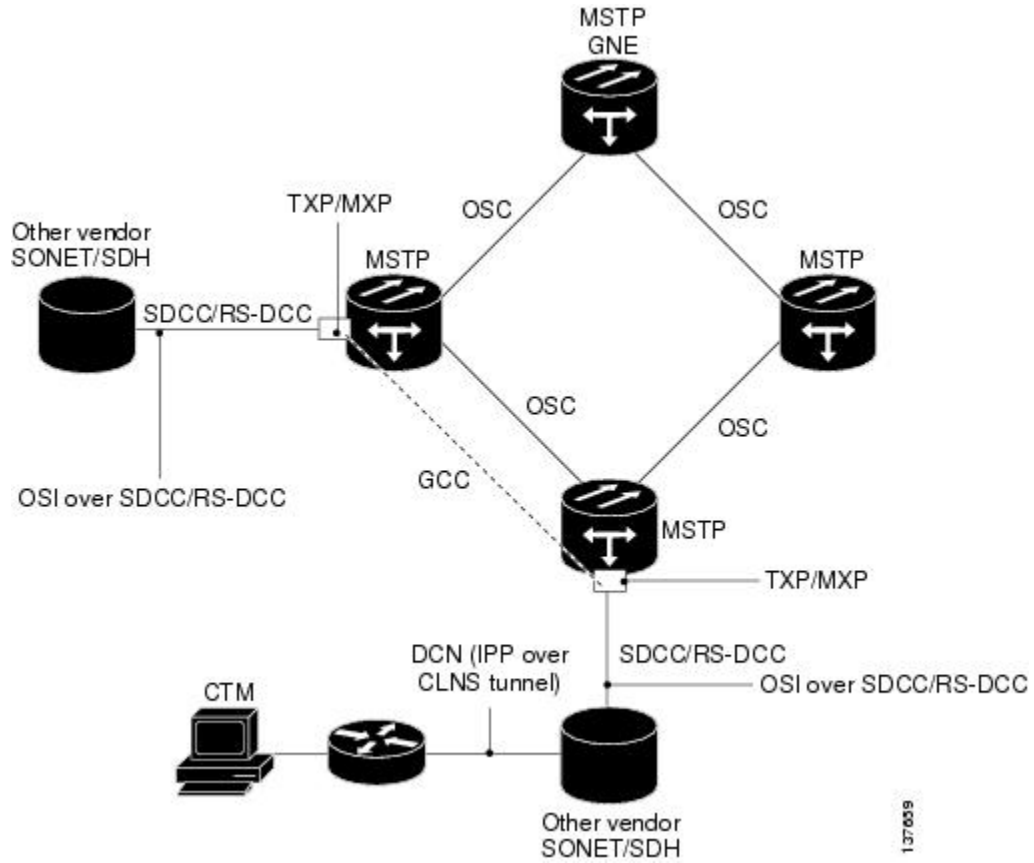 MSTP
GNE
OSC
OSC
TXP/MXP
Other vendor
SONET/SDH
MSTP
MSTP
SDCC/RS-DCC
OSC
OSC
GCC
OSI over SDCC/RS-DCC
MSTP
TXP/MXP
DCN (IPP over
CLNS tunnel)
SDCC/RS-DCC
OSI over SDCC/RS-DCC
CTM
Other vendor
SONET/SDH
137659